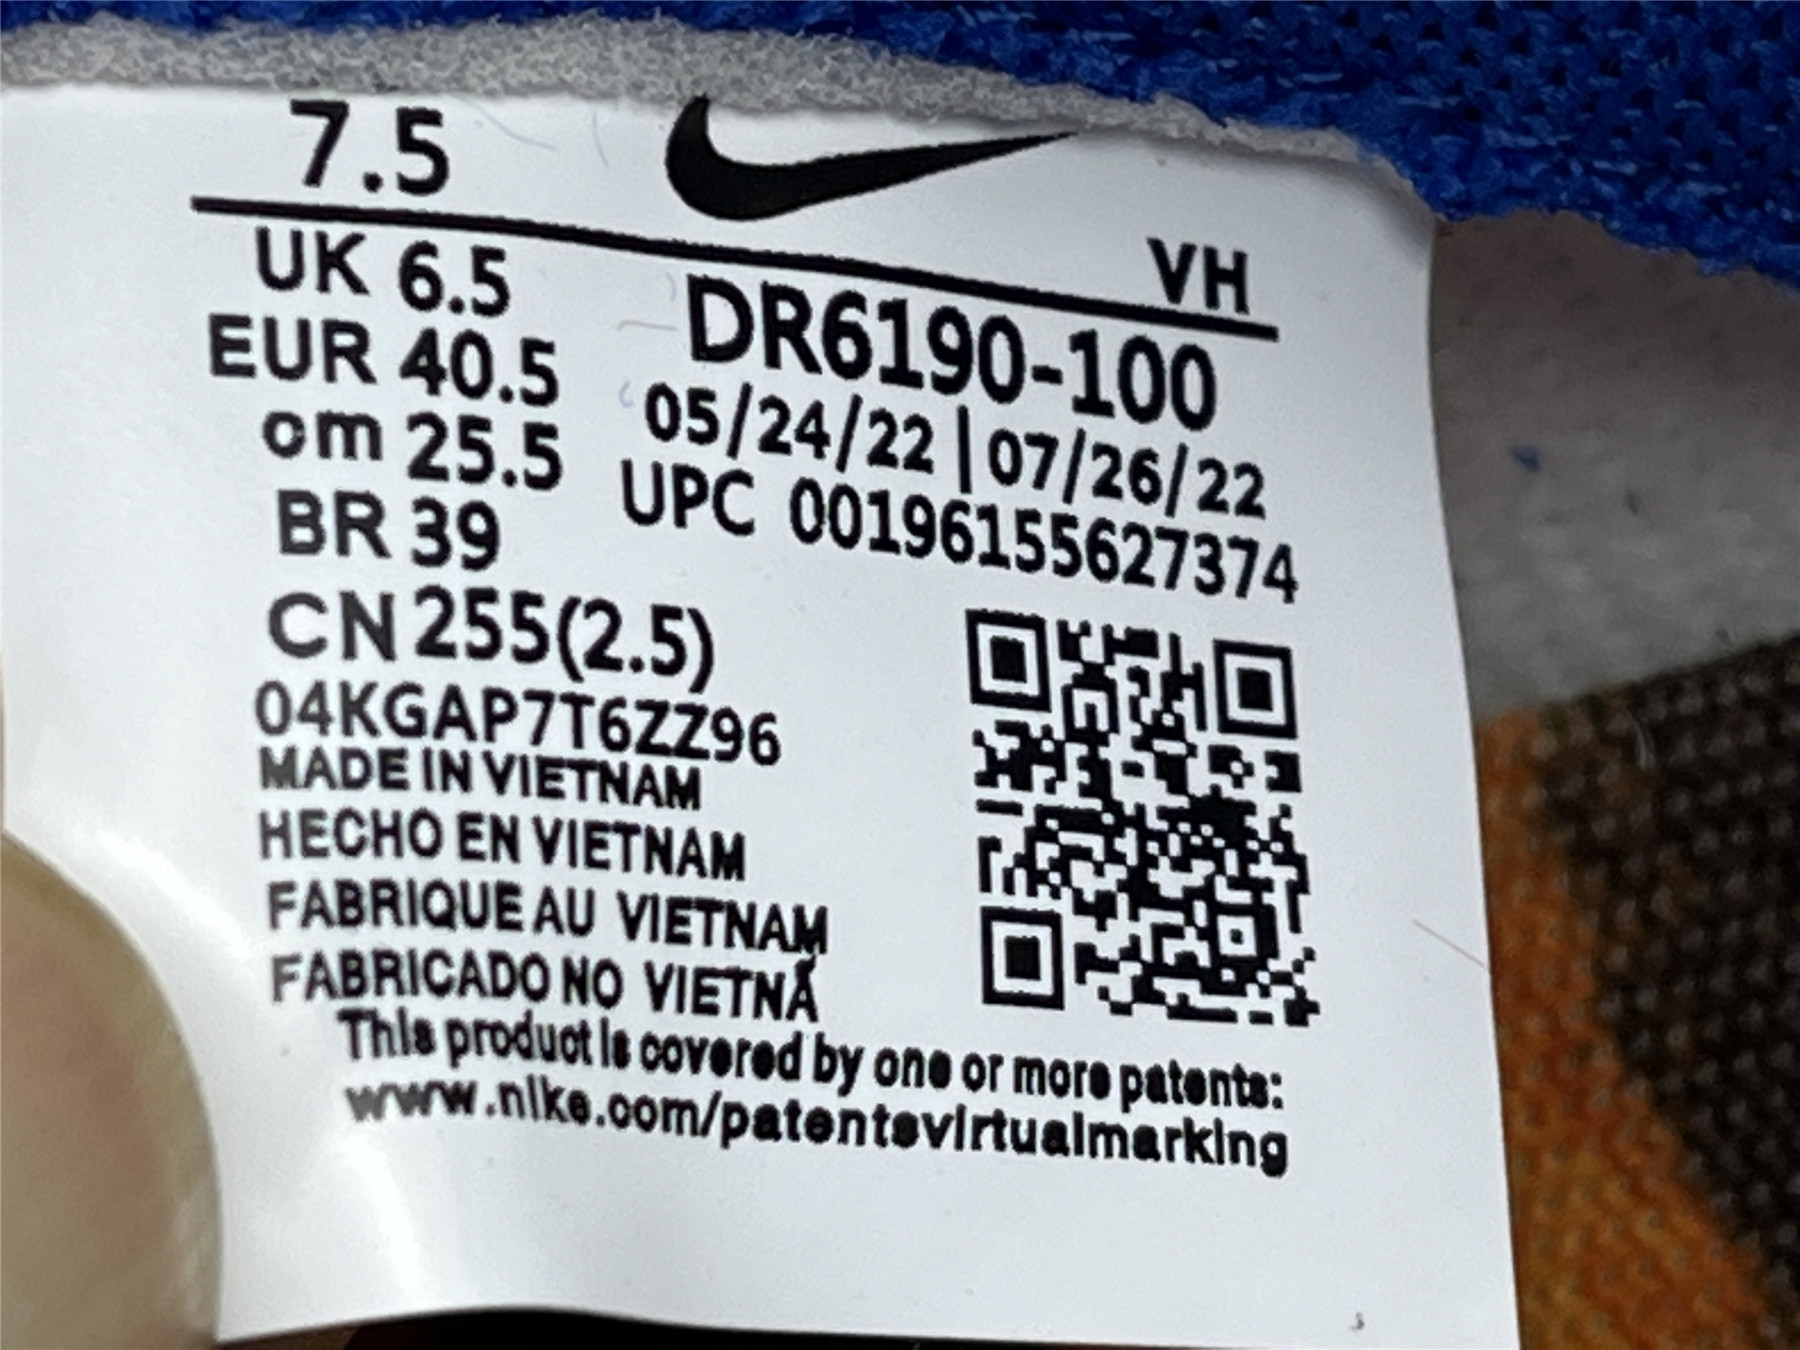 7.5
VH
UK 6.5
EUR 40.5
cm 25.5
BR 39
CN 255(2.5)
DR6190-100
05/24/22 | 07/26/22
UPC 00196155627374
04KGAP7T6ZZ96
MADE IN VIETNAM
HECHO EN VIETNAM
FABRIQUE AU VIETNAM
FABRICADO NO VIETNÃ
This product is covered by one or more patents:
www.nike.com/patentsvirtualmarking